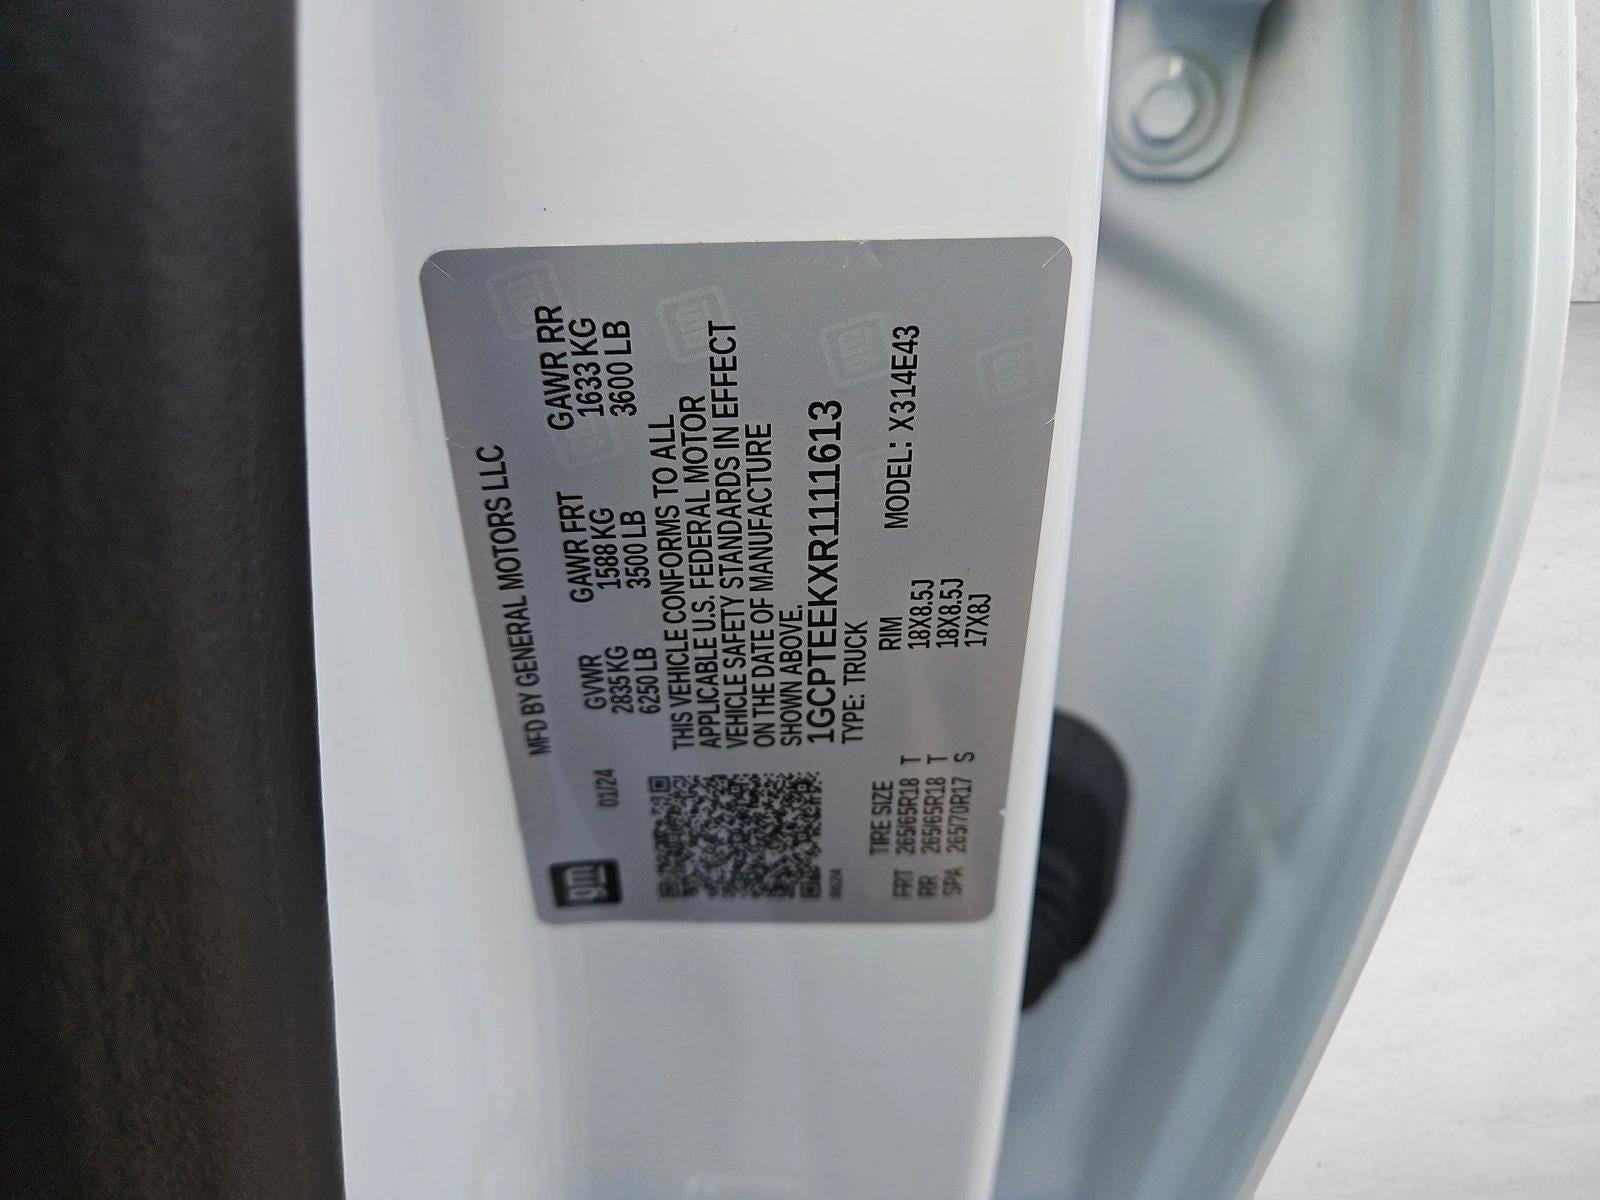 gm
MFD BY GENERAL MOTORS LLC
01/24
GVWR GAWR FRT GAWR RR
2835 KG 1588 KG 1633 KG
6250 LB 3500 LB 3600 LB
THIS VEHICLE CONFORMS TO ALL
APPLICABLE U.S. FEDERAL MOTOR
VEHICLE SAFETY STANDARDS IN EFFECT
ON THE DATE OF MANUFACTURE
SHOWN ABOVE.
1GCPTEEKXR1111613
TYPE: TRUCK MODEL: X314E43
TIRE SIZE RIM
FRT 265/65R18 T 18X8.5J
RR 265/65R18 T 18X8.5J
SPA 265/70R17 S 17X8J